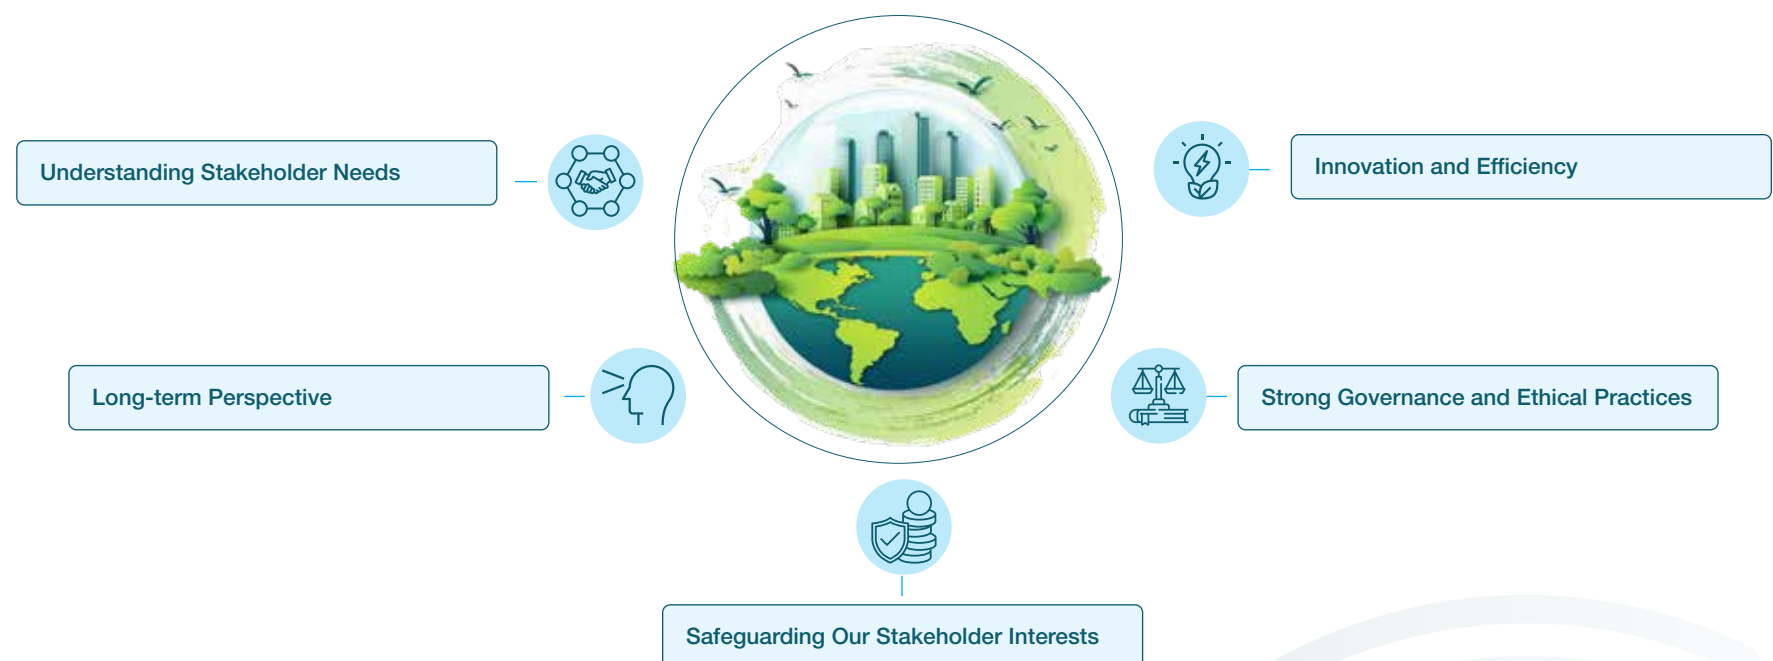 Understanding Stakeholder Needs
Innovation and Efficiency
Long-term Perspective
Strong Governance and Ethical Practices
Safeguarding Our Stakeholder Interests